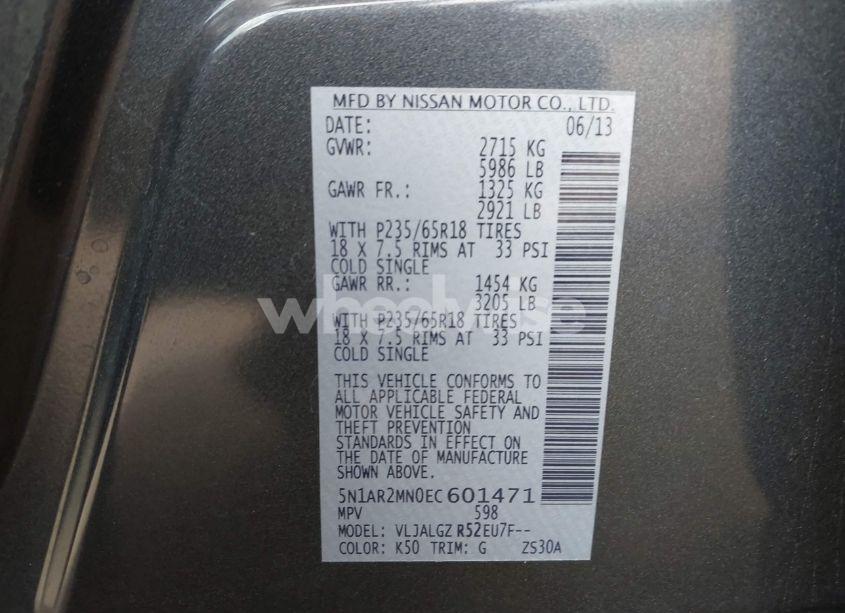 MFD BY NISSAN MOTOR CO., LTD.
DATE: 06/13
GVWR: 2715 KG
5986 LB
GAWR FR.: 1325 KG
2921 LB
WITH P235/65R18 TIRES
18 X 7.5 RIMS AT 33 PSI
COLD SINGLE
GAWR RR.: 1454 KG
3205 LB
WITH P235/65R18 TIRES
18 X 7.5 RIMS AT 33 PSI
COLD SINGLE
THIS VEHICLE CONFORMS TO
ALL APPLICABLE FEDERAL
MOTOR VEHICLE SAFETY AND
THEFT PREVENTION
STANDARDS IN EFFECT ON
THE DATE OF MANUFACTURE
SHOWN ABOVE.
5N1AR2MN0EC601471
MPV 598
MODEL: VLJALGZ R52EU7F--
COLOR: K50 TRIM: G ZS30A
wheelwise